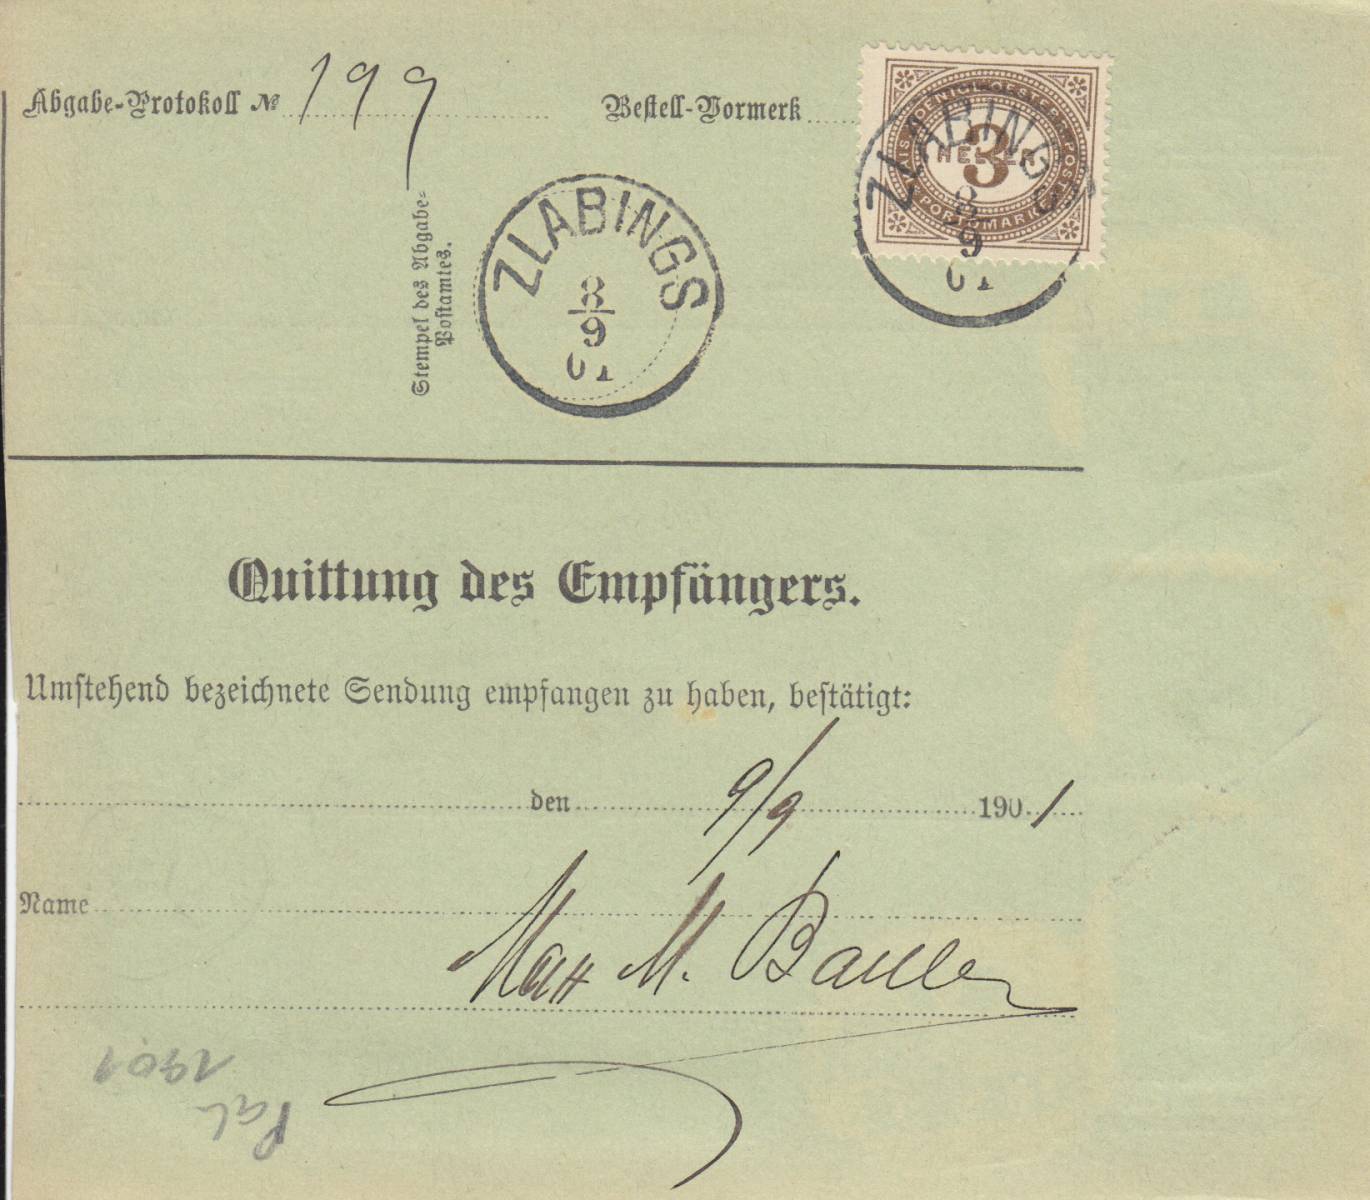 Abgabe-Protokoll № 199
Bestell-Vormerk
3
HELLER
PORTOMARKE
ZLABINGS
8
9
01
Stempel des Abgabe-
Postamtes.
ZLABINGS
8
9
01
Quittung des Empfängers.
Umstehend bezeichnete Sendung empfangen zu haben, bestätigt:
den 9/9 1901
Name
Max M.
1901